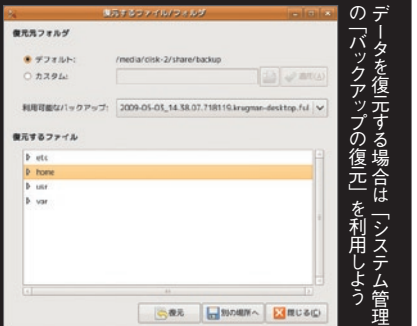 復元するファイル/フォルダ
復元先フォルダ
デフォルト: /media/disk-2/share/backup
カスタム:
適用(A)
利用可能なバックアップ: 2009-05-03_14.38.07.718119.krugman-desktop.ful
復元するファイル
etc
home
usr
var
復元
別の場所へ
閉じる(C)
データを復元する場合は「システム管理
の「バックアップの復元」を利用しよう